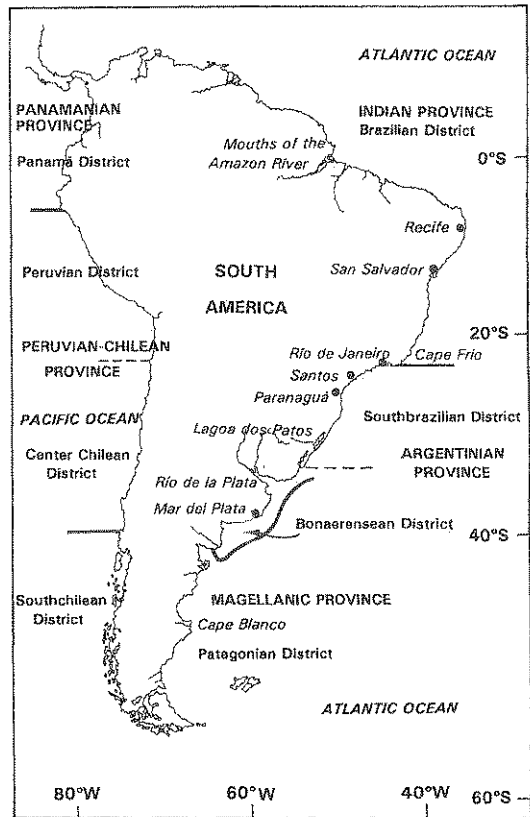 ATLANTIC OCEAN
PANAMANIAN
PROVINCE
Panamá District
INDIAN PROVINCE
Brazilian District
Mouths of the
Amazon River
0°S
Recife
Peruvian District
SOUTH
AMERICA
San Salvador
20°S
PERUVIAN-CHILEAN
PROVINCE
Río de Janeiro
Cape Frio
Santos
Paranaguá
PACIFIC OCEAN
Southbrazilian District
Lagoa dos Patos
Center Chilean
District
ARGENTINIAN
PROVINCE
Río de la Plata
Mar del Plata
Bonaerensean District
40°S
Southchilean
District
MAGELLANIC PROVINCE
Cape Blanco
Patagonian District
ATLANTIC OCEAN
80°W
60°W
40°W
60°S